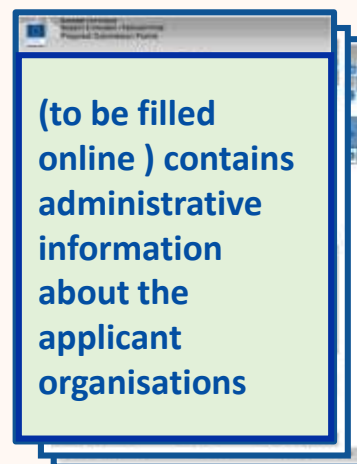 (to be filled
online ) contains
administrative
information
about the
applicant
organisations